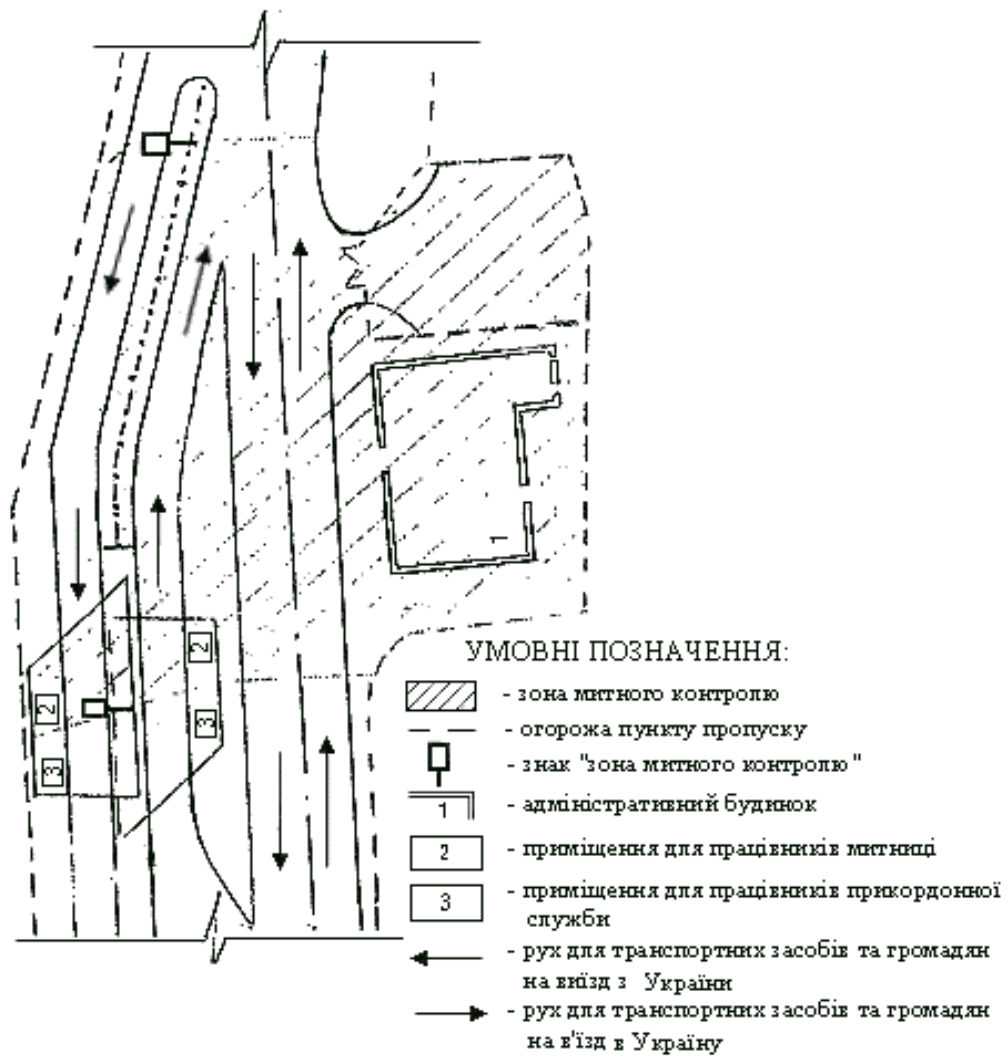 2
3
2
3
1
УМОВНІ ПОЗНАЧЕННЯ:
- зона митного контролю
- огорожа пункту пропуску
- знак "зона митного контролю"
1
- адміністративний будинок
2
- приміщення для працівників митниці
3
- приміщення для працівників прикордонної
служби
- рух для транспортних засобів та громадян
на виїзд з України
- рух для транспортних засобів та громадян
на в'їзд в Україну